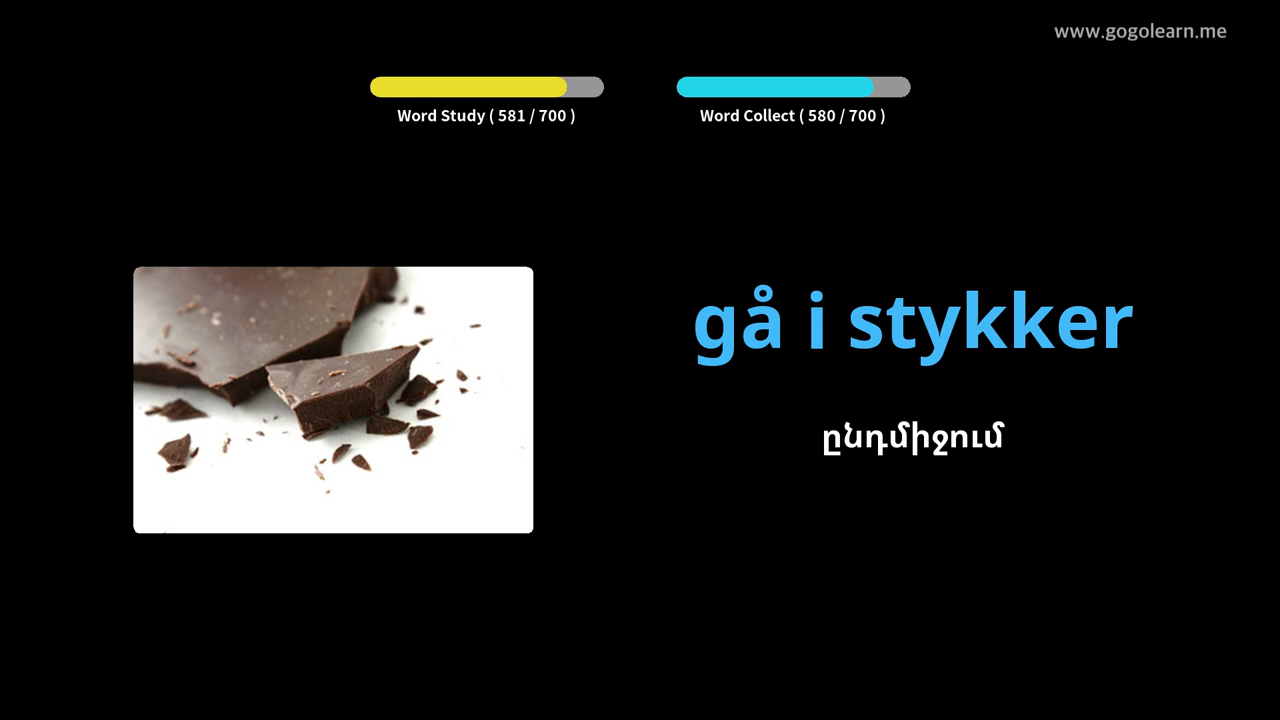 www.gogolearn.me
Word Study ( 581 / 700 )
Word Collect ( 580 / 700 )
gå i stykker
ընդմիջում